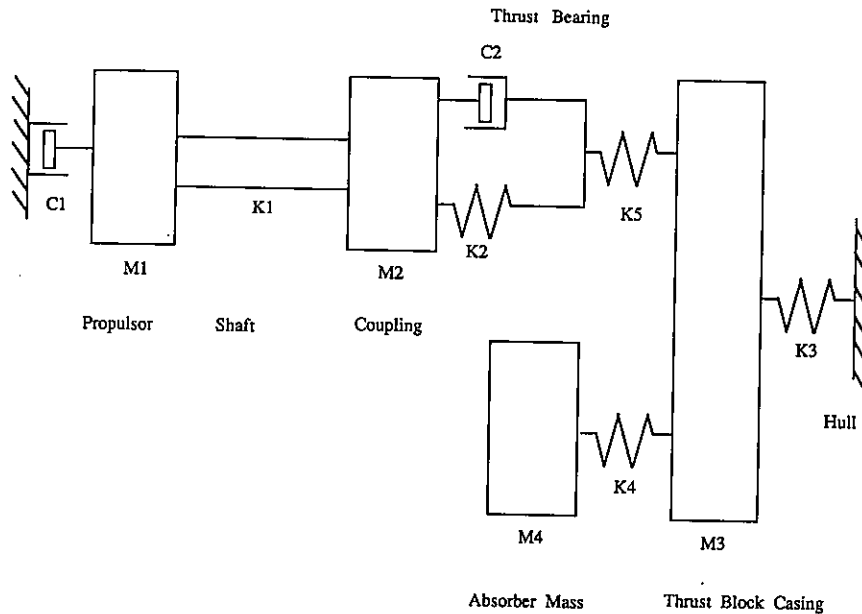 Thrust Bearing
C2
C1
K1
K2
K5
M1
M2
K3
Propulsor
Shaft
Coupling
Hull
K4
M4
M3
Absorber Mass
Thrust Block Casing